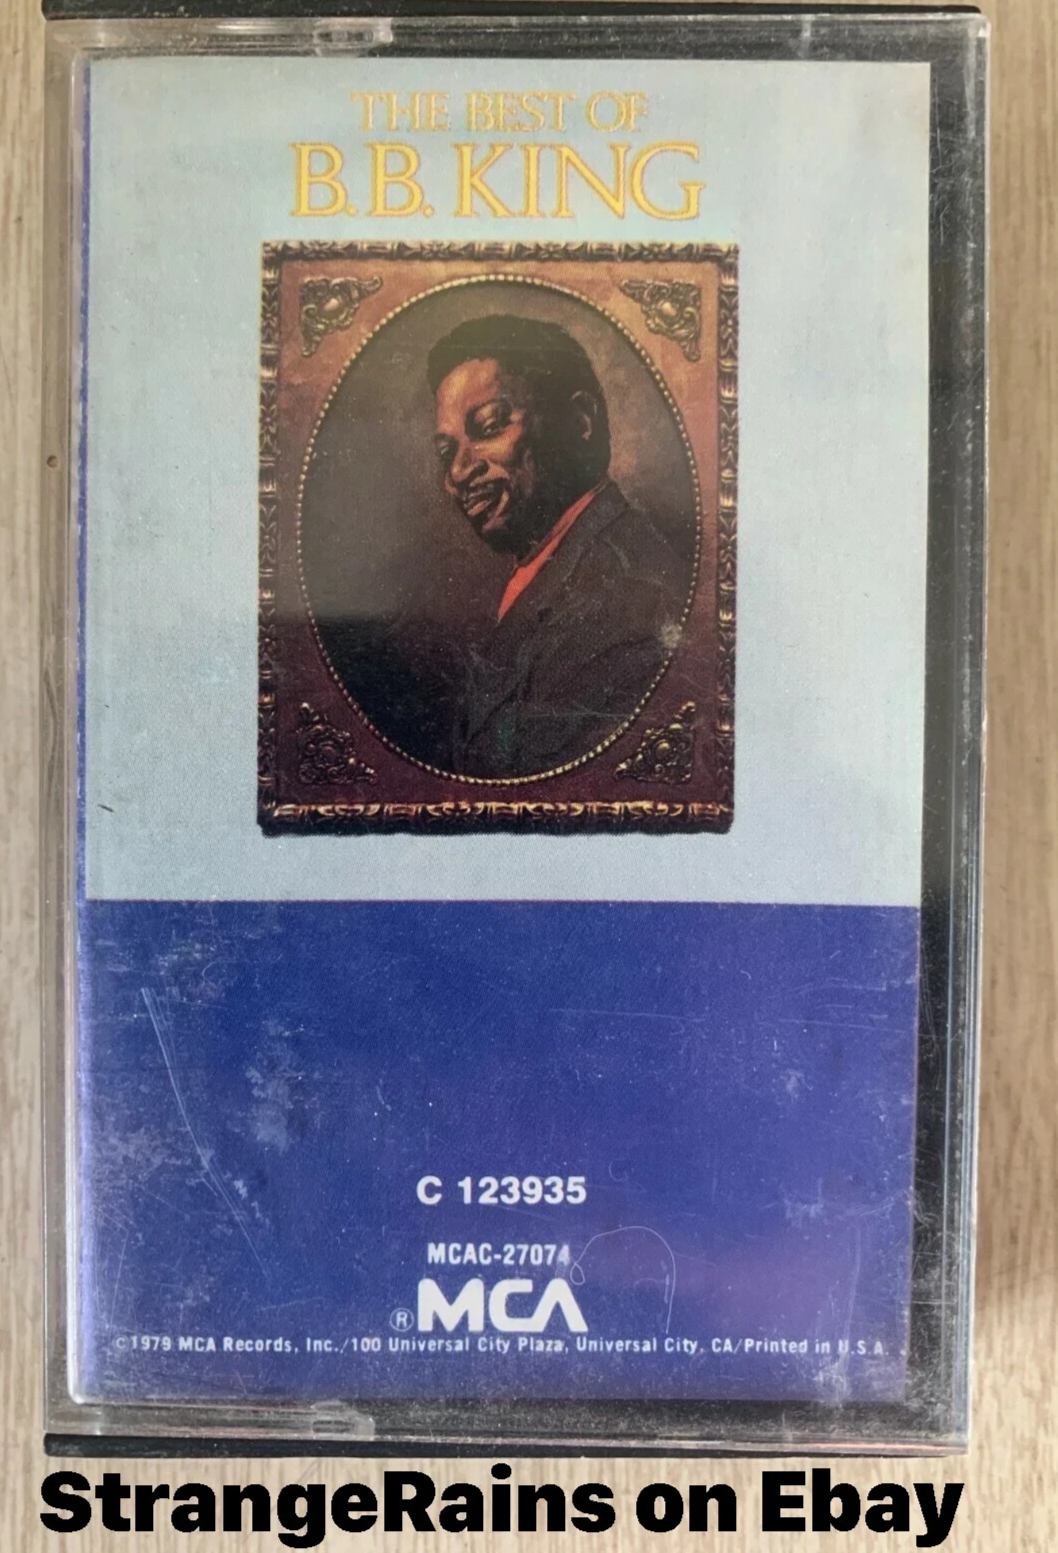 THE BEST OF
B.B. KING
C 123935
MCAC-27074
® MCA
©1979 MCA Records, Inc./100 Universal City Plaza, Universal City, CA/Printed in U.S.A.
StrangeRains on Ebay